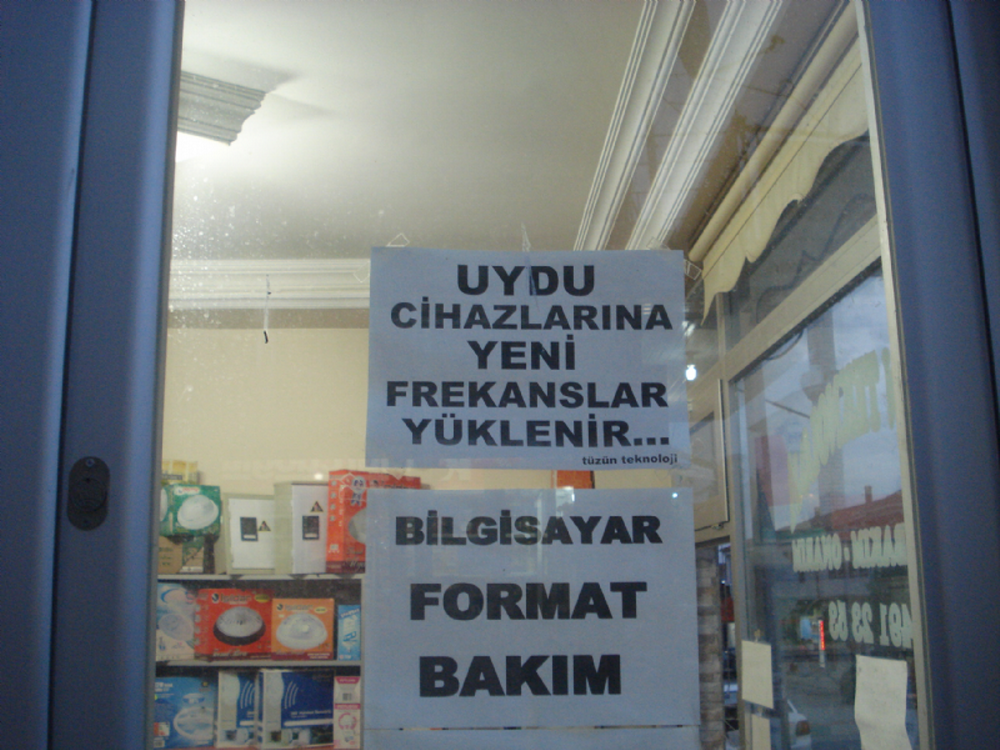 UYDU
CİHAZLARINA
YENİ
FREKANSLAR
YÜKLENİR...
tüzün teknoloji
BİLGİSAYAR
FORMAT
BAKIM